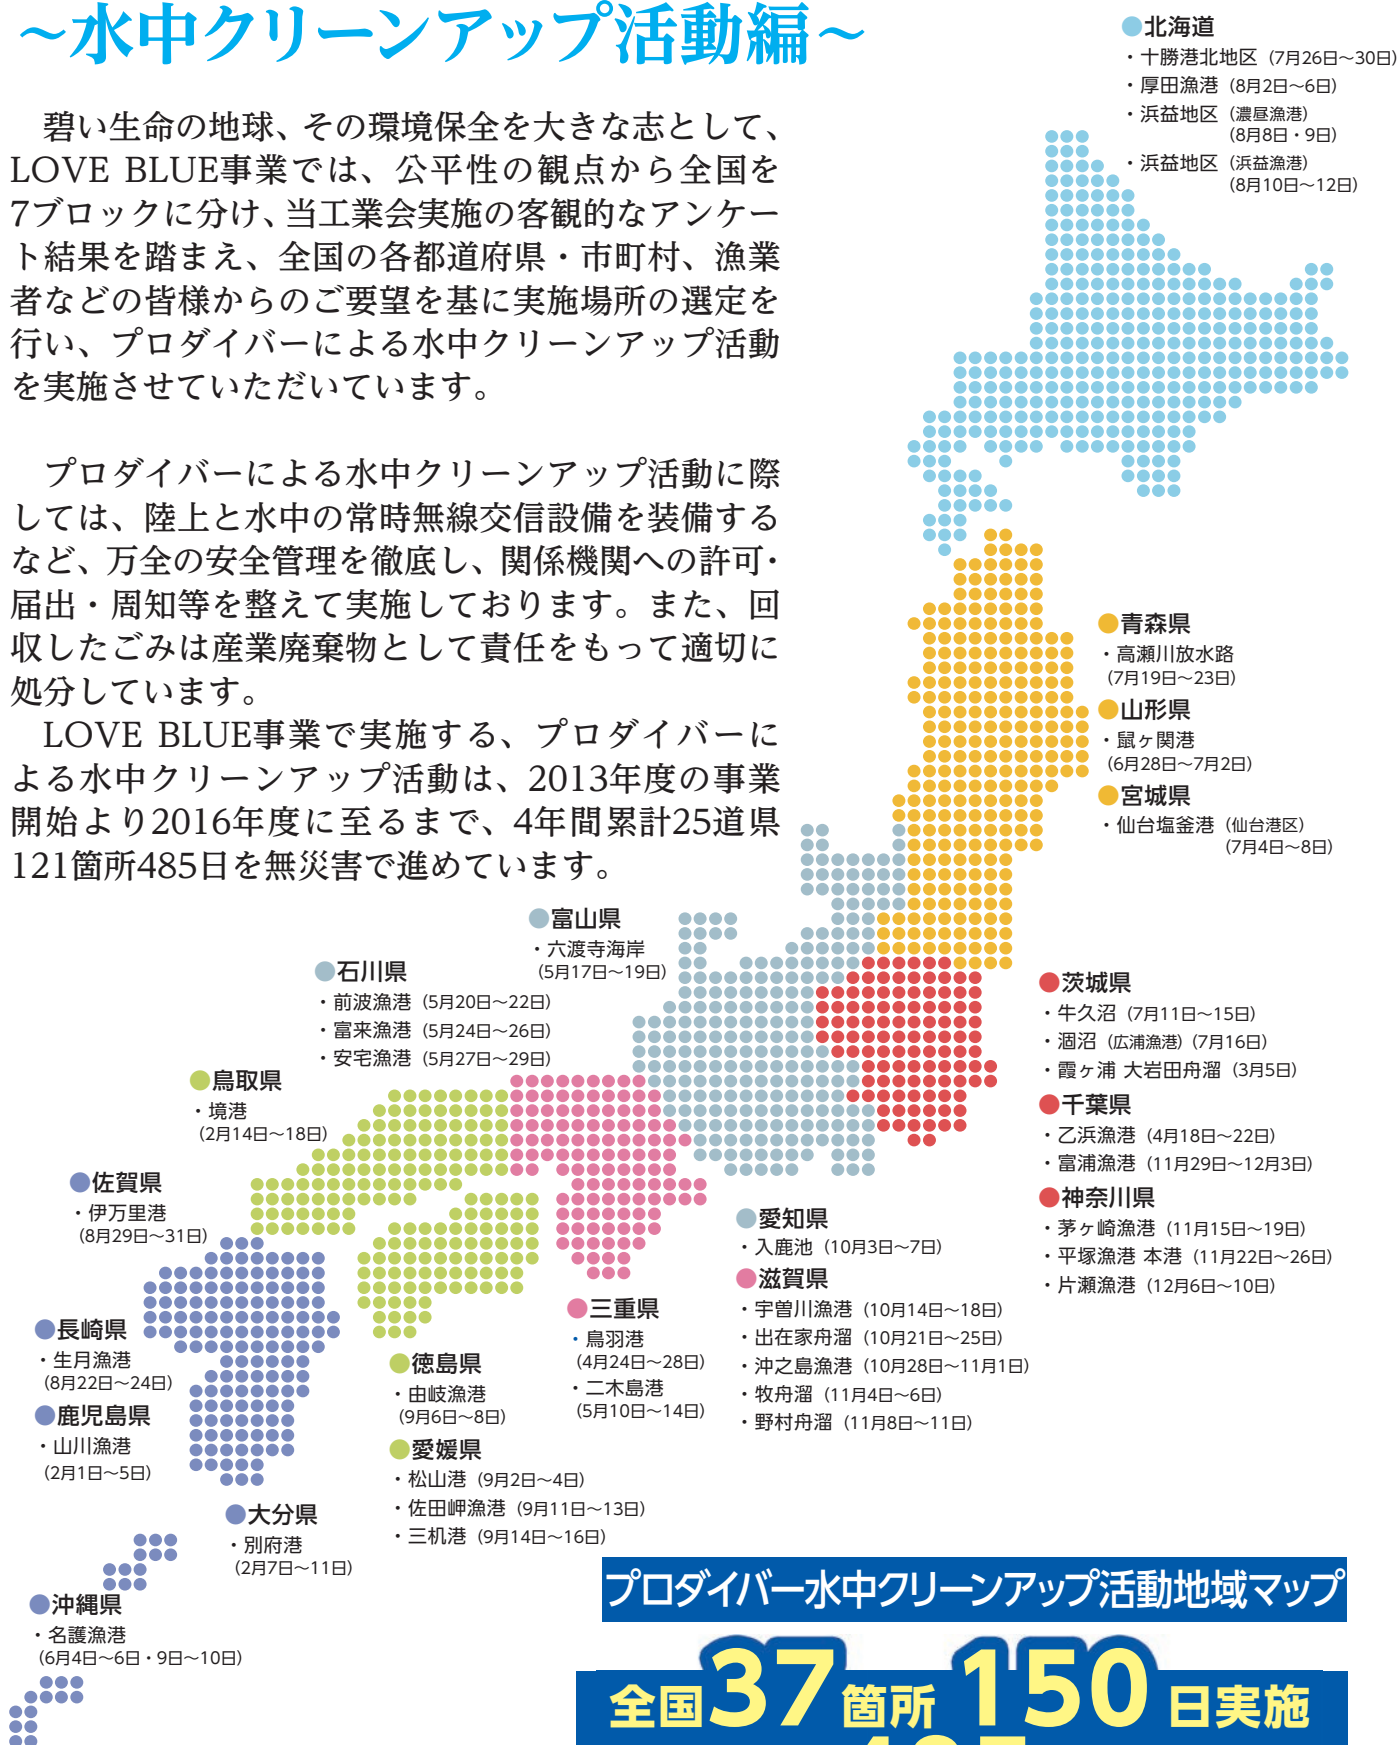 ～水中クリーンアップ活動編～
碧い生命の地球、その環境保全を大きな志として、
LOVE BLUE事業では、公平性の観点から全国を
7ブロックに分け、当工業会実施の客観的なアンケー
ト結果を踏まえ、全国の各都道府県・市町村、漁業
者などの皆様からのご要望を基に実施場所の選定を
行い、プロダイバーによる水中クリーンアップ活動
を実施させていただいています。
プロダイバーによる水中クリーンアップ活動に際
しては、陸上と水中の常時無線交信設備を装備する
など、万全の安全管理を徹底し、関係機関への許可・
届出・周知等を整えて実施しております。また、回
収したごみは産業廃棄物として責任をもって適切に
処分しています。
LOVE BLUE事業で実施する、プロダイバーに
よる水中クリーンアップ活動は、2013年度の事業
開始より2016年度に至るまで、4年間累計25道県
121箇所485日を無災害で進めています。
●北海道
・十勝港北地区（7月26日～30日）
・厚田漁港（8月2日～6日）
・浜益地区（濃昼漁港）
（8月8日・9日）
・浜益地区（浜益漁港）
（8月10日～12日）
●青森県
・高瀬川放水路
（7月19日～23日）
●山形県
・鼠ヶ関港
（6月28日～7月2日）
●宮城県
・仙台塩釜港（仙台港区）
（7月4日～8日）
●富山県
・六渡寺海岸
（5月17日～19日）
●石川県
・前波漁港（5月20日～22日）
・富来漁港（5月24日～26日）
・安宅漁港（5月27日～29日）
●茨城県
・牛久沼（7月11日～15日）
・涸沼（広浦漁港）（7月16日）
・霞ヶ浦 大岩田舟溜（3月5日）
●千葉県
・乙浜漁港（4月18日～22日）
・富浦漁港（11月29日～12月3日）
●神奈川県
・茅ヶ崎漁港（11月15日～19日）
・平塚漁港 本港（11月22日～26日）
・片瀬漁港（12月6日～10日）
●鳥取県
・境港
（2月14日～18日）
●佐賀県
・伊万里港
（8月29日～31日）
●愛知県
・入鹿池（10月3日～7日）
●滋賀県
・宇曽川漁港（10月14日～18日）
・出在家舟溜（10月21日～25日）
・沖之島漁港（10月28日～11月1日）
・牧舟溜（11月4日～6日）
・野村舟溜（11月8日～11日）
●三重県
・鳥羽港
（4月24日～28日）
・二木島港
（5月10日～14日）
●長崎県
・生月漁港
（8月22日～24日）
●鹿児島県
・山川漁港
（2月1日～5日）
●徳島県
・由岐漁港
（9月6日～8日）
●愛媛県
・松山港（9月2日～4日）
・佐田岬漁港（9月11日～13日）
・三机港（9月14日～16日）
●大分県
・別府港
（2月7日～11日）
●沖縄県
・名護漁港
（6月4日～6日・9日～10日）
プロダイバー水中クリーンアップ活動地域マップ
全国37箇所 150日実施